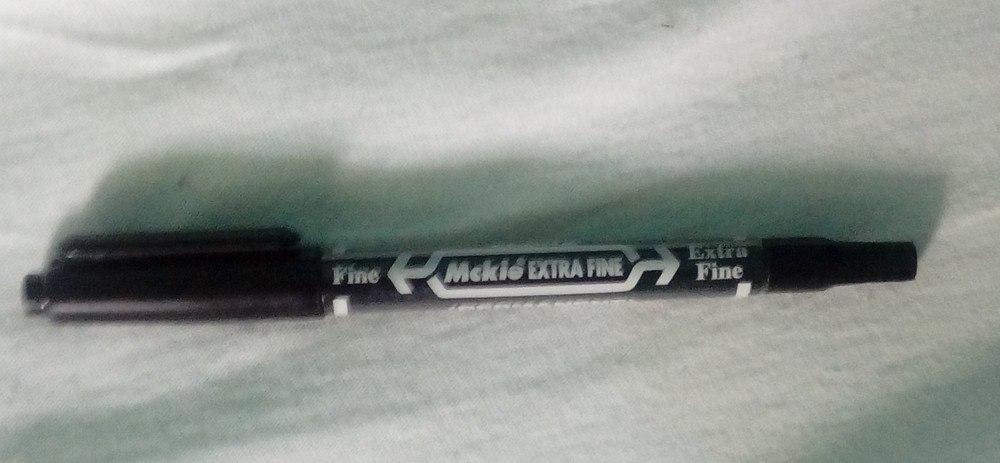 Fine
Mckie EXTRA FINE
Extra
Fine